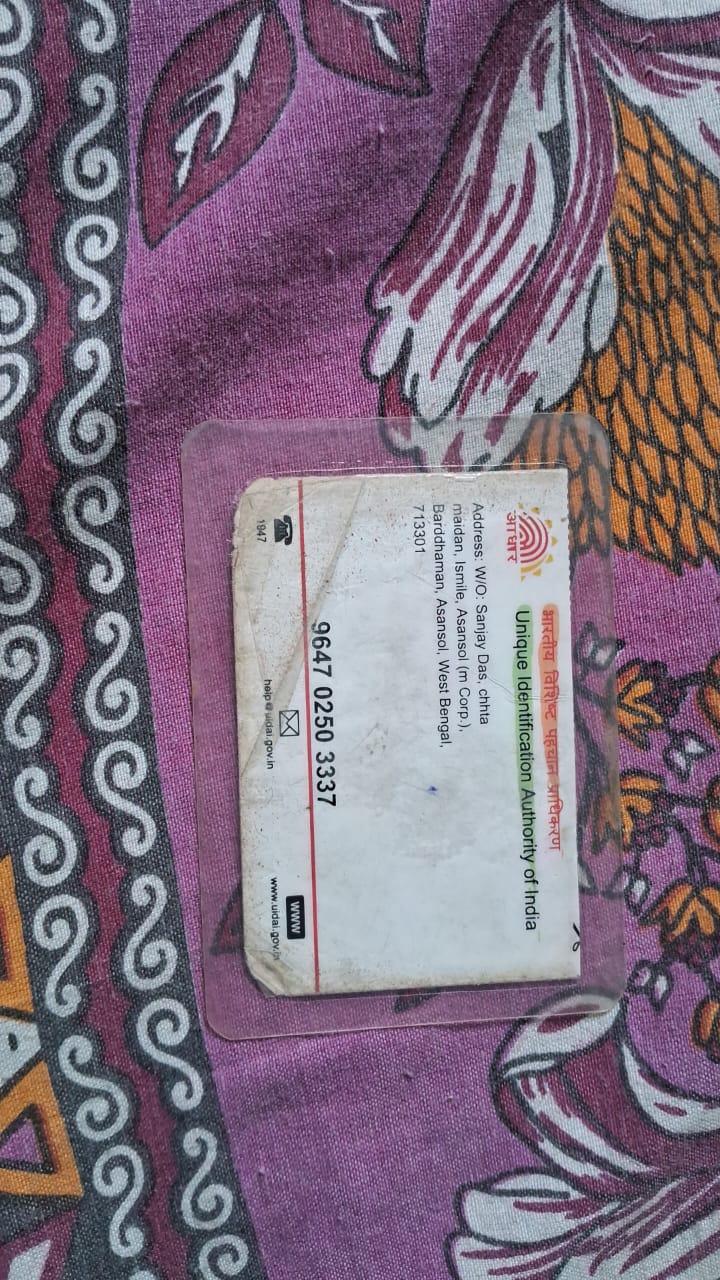 भारतीय विशिष्ट पहचान प्राधिकरण
Unique Identification Authority of India
आधार
Address: W/O: Sanjay Das, chhta
maidan, Ismile, Asansol (m Corp.),
Barddhaman, Asansol, West Bengal,
713301
9647 0250 3337
1947
help@uidai.gov.in
www
www.uidai.gov.in